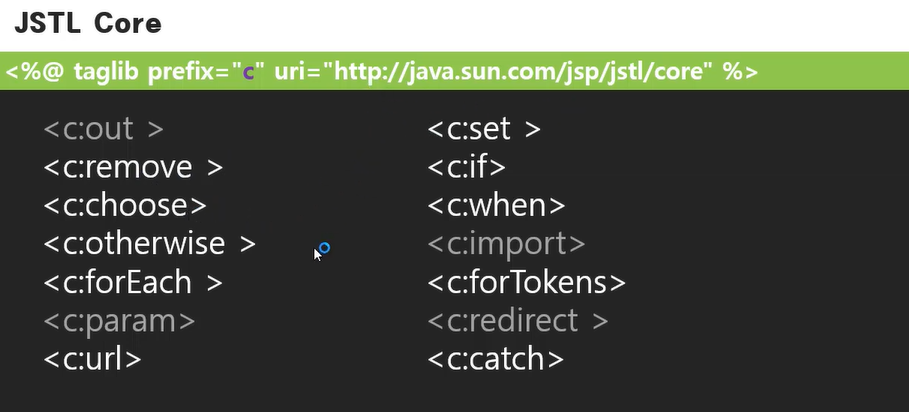 JSTL Core
<%@ taglib prefix="c" uri="http://java.sun.com/jsp/jstl/core" %>
<c:out >
<c:set >
<c:remove >
<c:if>
<c:choose>
<c:when>
<c:otherwise >
<c:import>
<c:forEach >
<c:forTokens>
<c:param>
<c:redirect >
<c:url>
<c:catch>